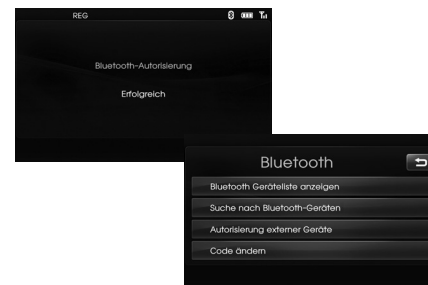 REG
Bluetooth-Autorisierung
Erfolgreich
Bluetooth
Bluetooth Geräteliste anzeigen
Suche nach Bluetooth-Geräten
Autorisierung externer Geräte
Code ändern